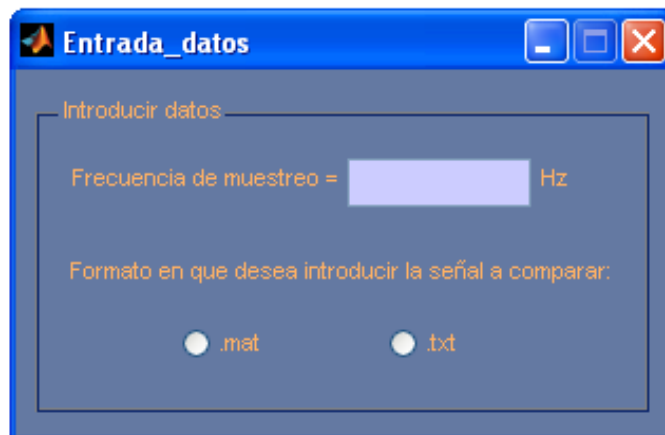 Entrada_datos
Introducir datos
Frecuencia de muestreo = Hz
Formato en que desea introducir la señal a comparar:
.mat .txt